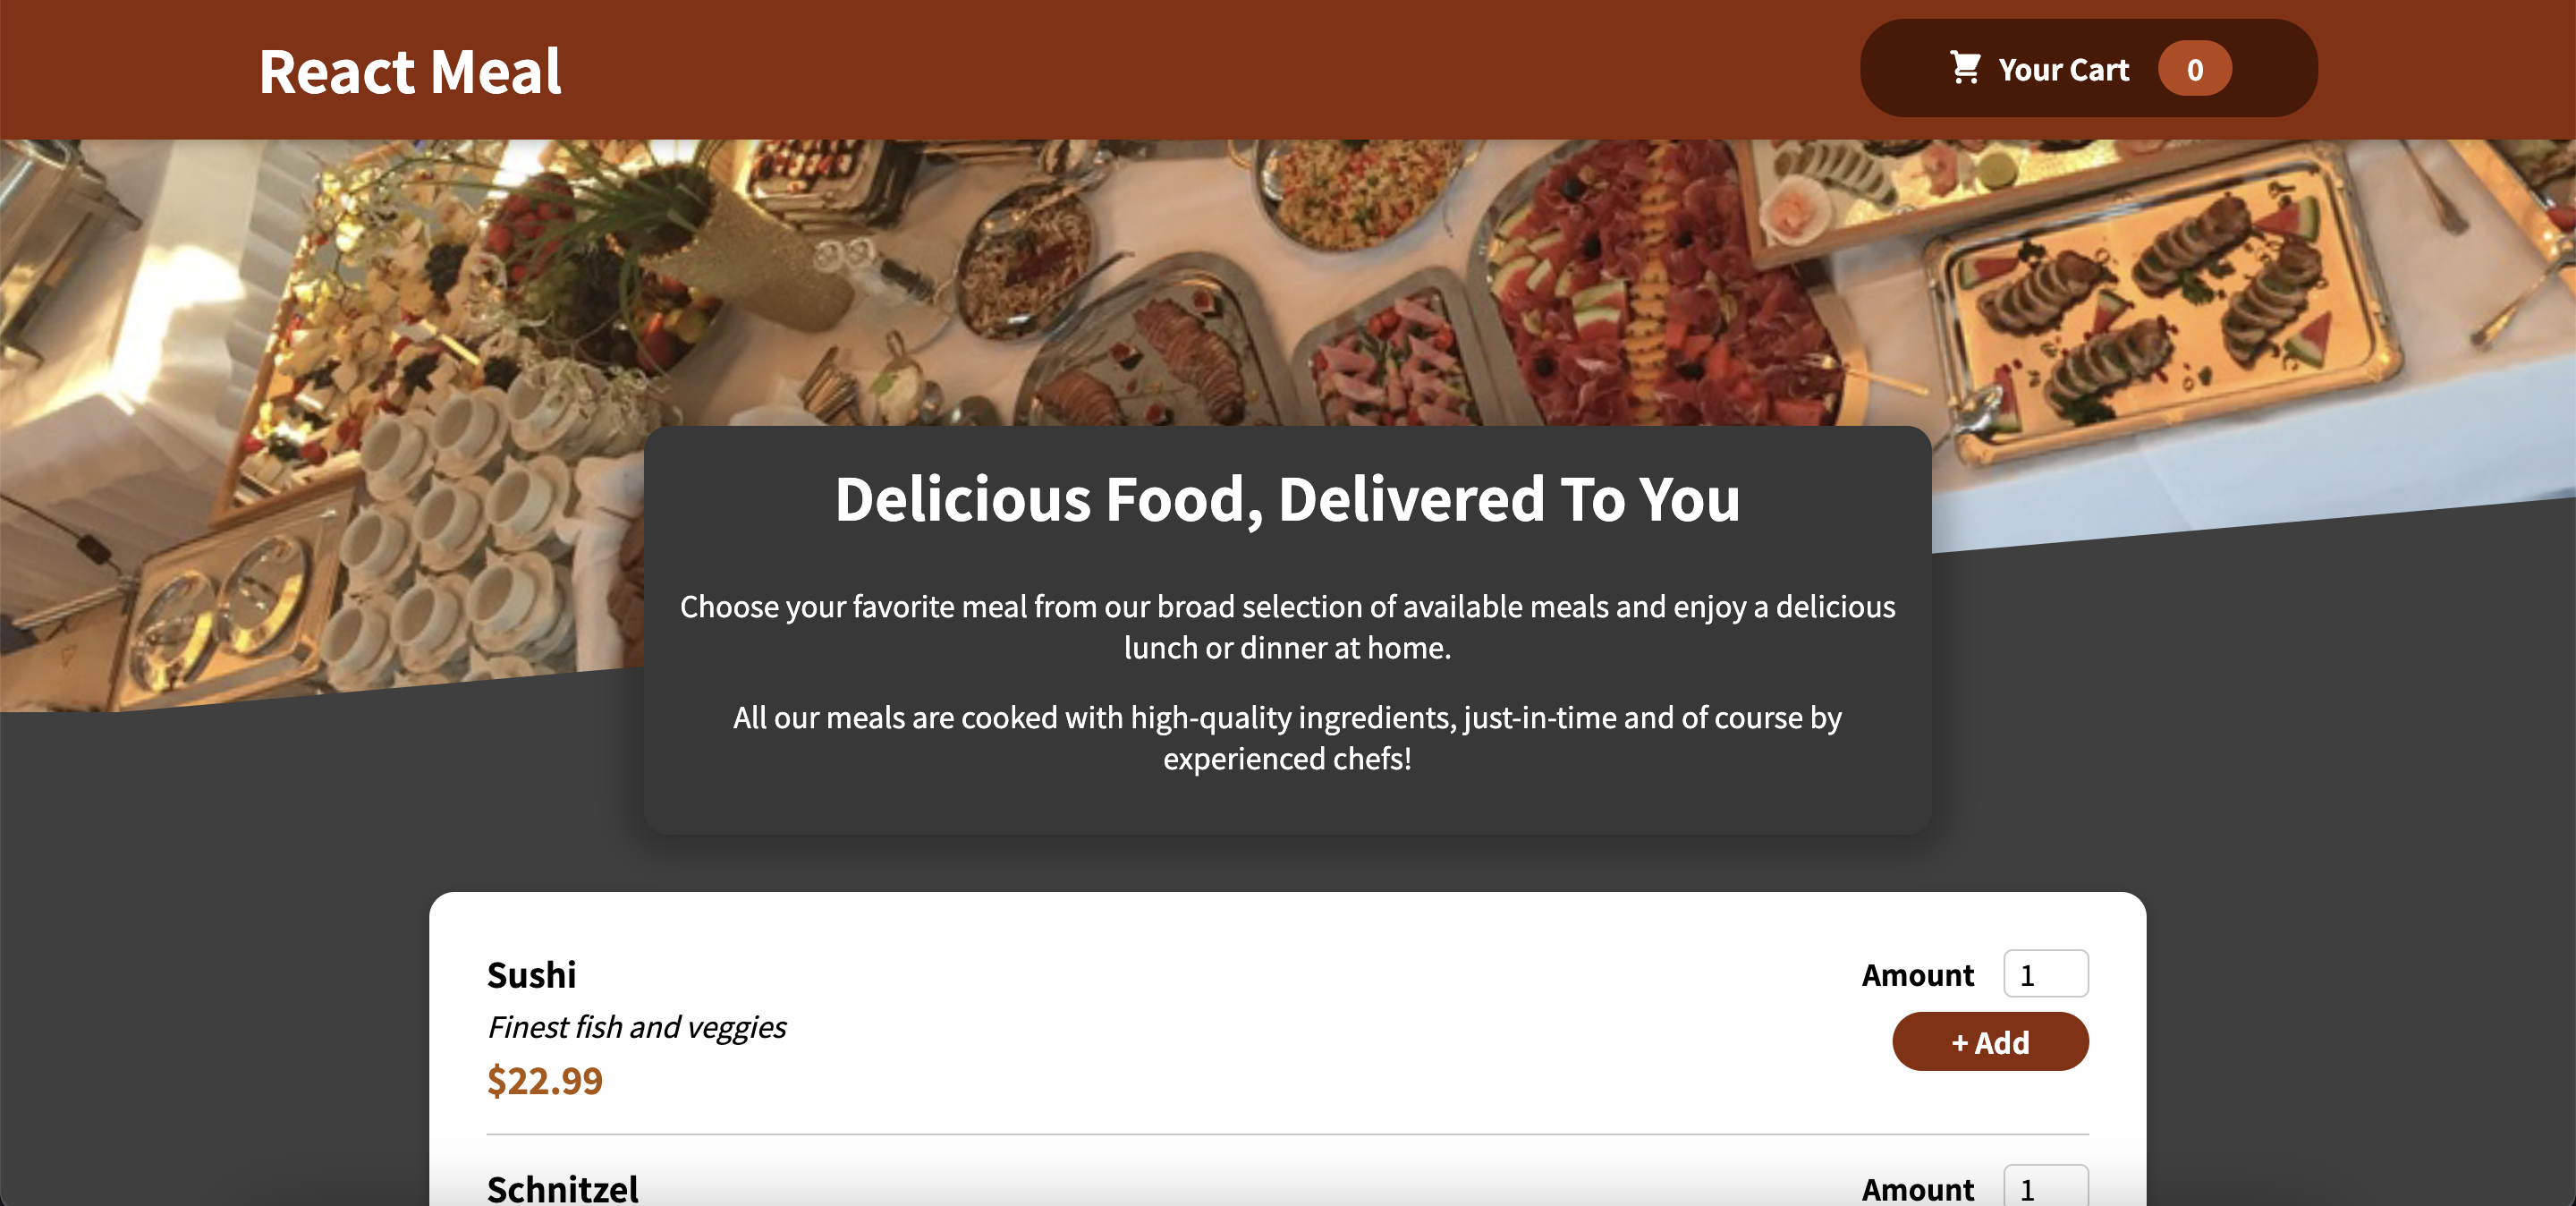 React Meal
Your Cart 0
Delicious Food, Delivered To You
Choose your favorite meal from our broad selection of available meals and enjoy a delicious
lunch or dinner at home.
All our meals are cooked with high-quality ingredients, just-in-time and of course by
experienced chefs!
Sushi
Finest fish and veggies
$22.99
Amount 1
+ Add
Schnitzel
Amount 1